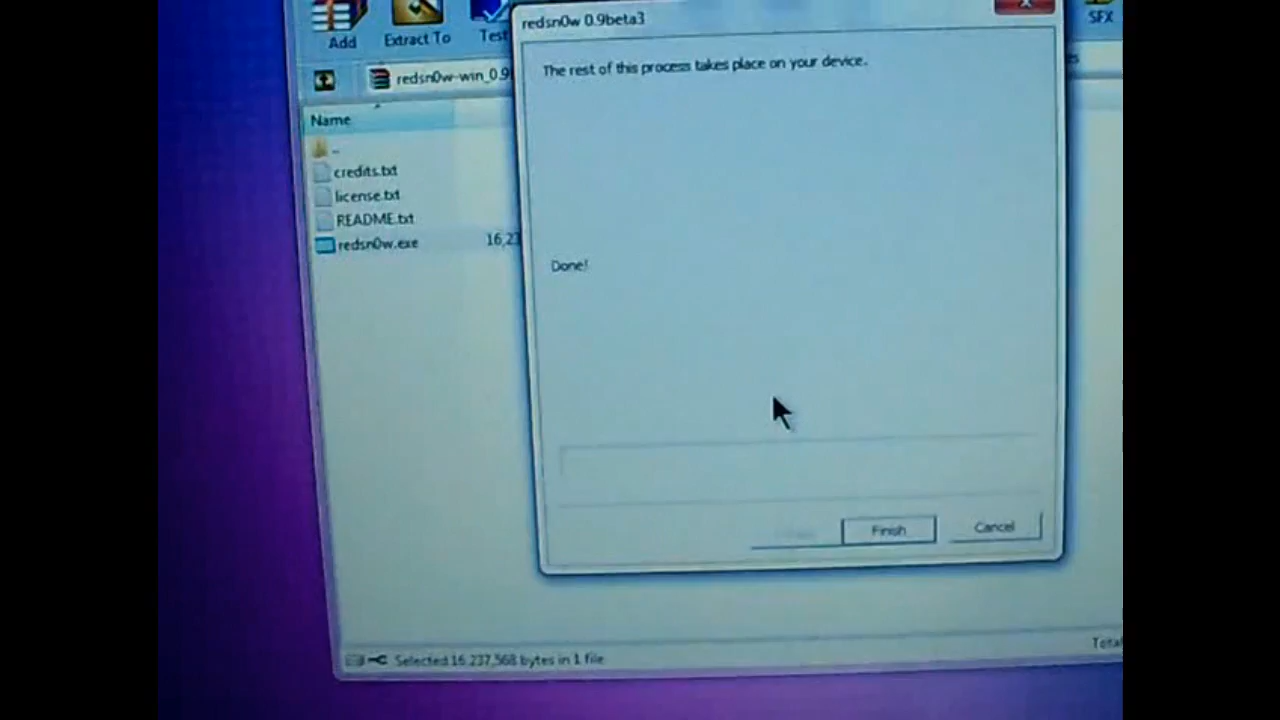 Add
Extract To
Test
SFX
redsn0w-win_0.9
Name
..
credits.txt
license.txt
README.txt
redsn0w.exe
16,23
redsn0w 0.9beta3
The rest of this process takes place on your device.
Done!
Finish
Cancel
Selected 16 237,568 bytes in 1 file
Total